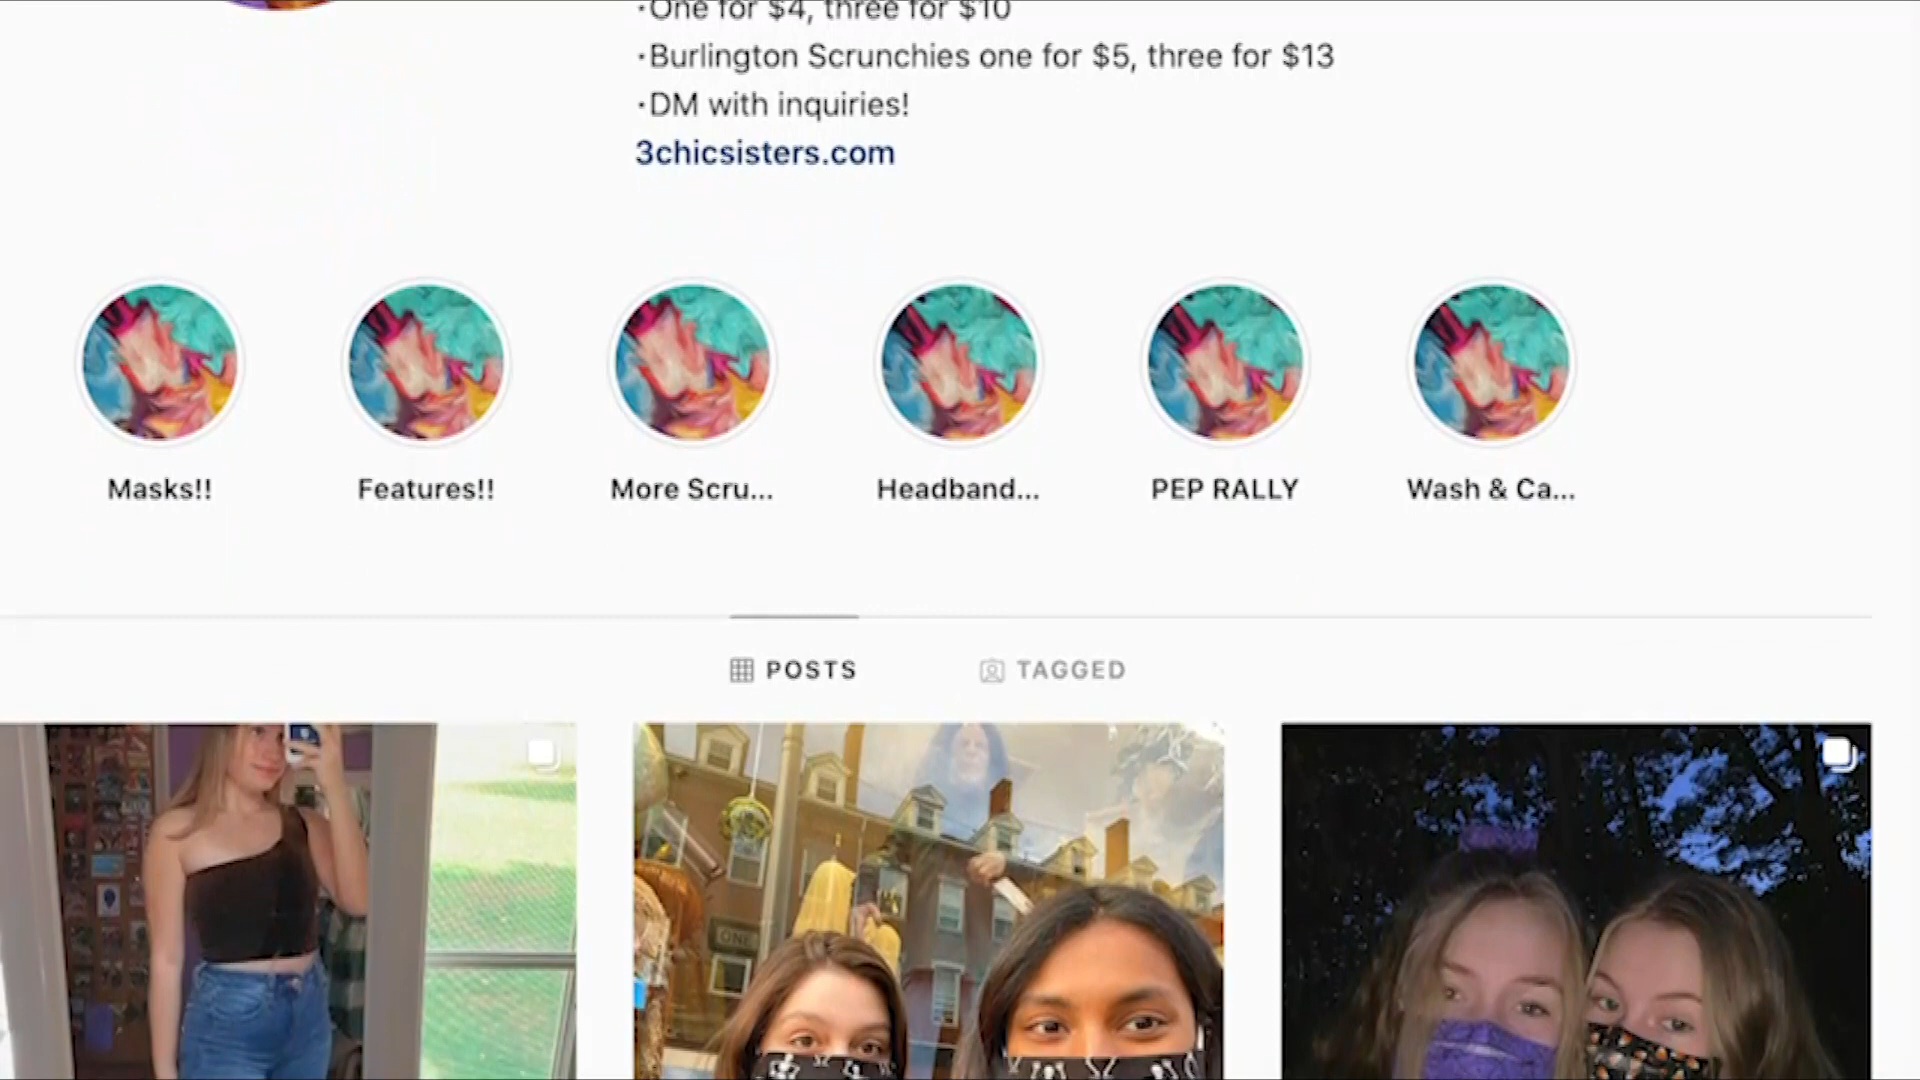 ·One for $4, three for $10
·Burlington Scrunchies one for $5, three for $13
·DM with inquiries!
3chicsisters.com
Masks!!
Features!!
More Scru...
Headband...
PEP RALLY
Wash & Ca...
POSTS
TAGGED
ONE